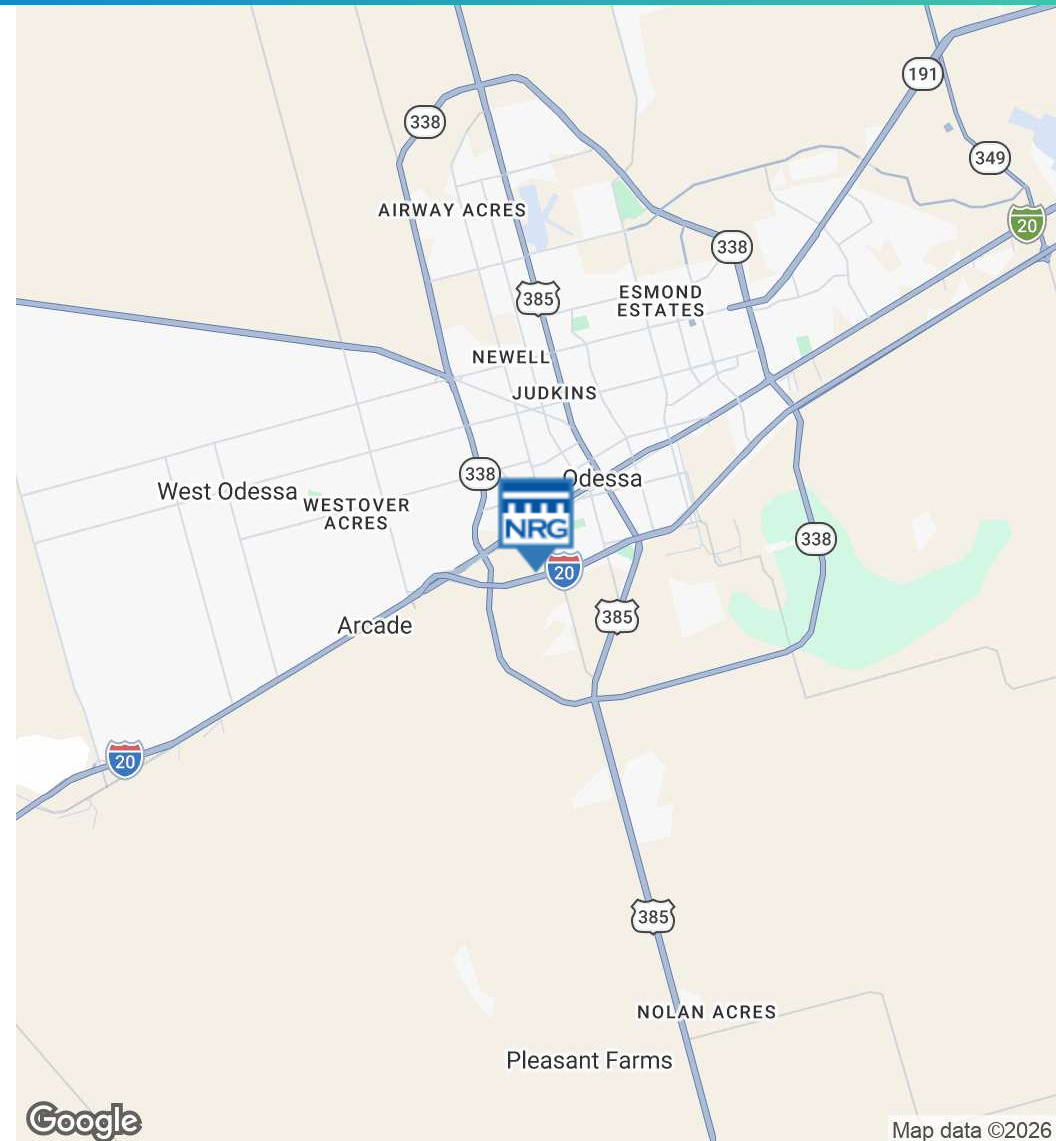 191
338
349
AIRWAY ACRES
20
338
385
ESMOND
ESTATES
NEWELL
JUDKINS
338
Odessa
West Odessa
WESTOVER
ACRES
NRG
338
20
385
Arcade
20
385
NOLAN ACRES
Pleasant Farms
Google
Map data ©2026